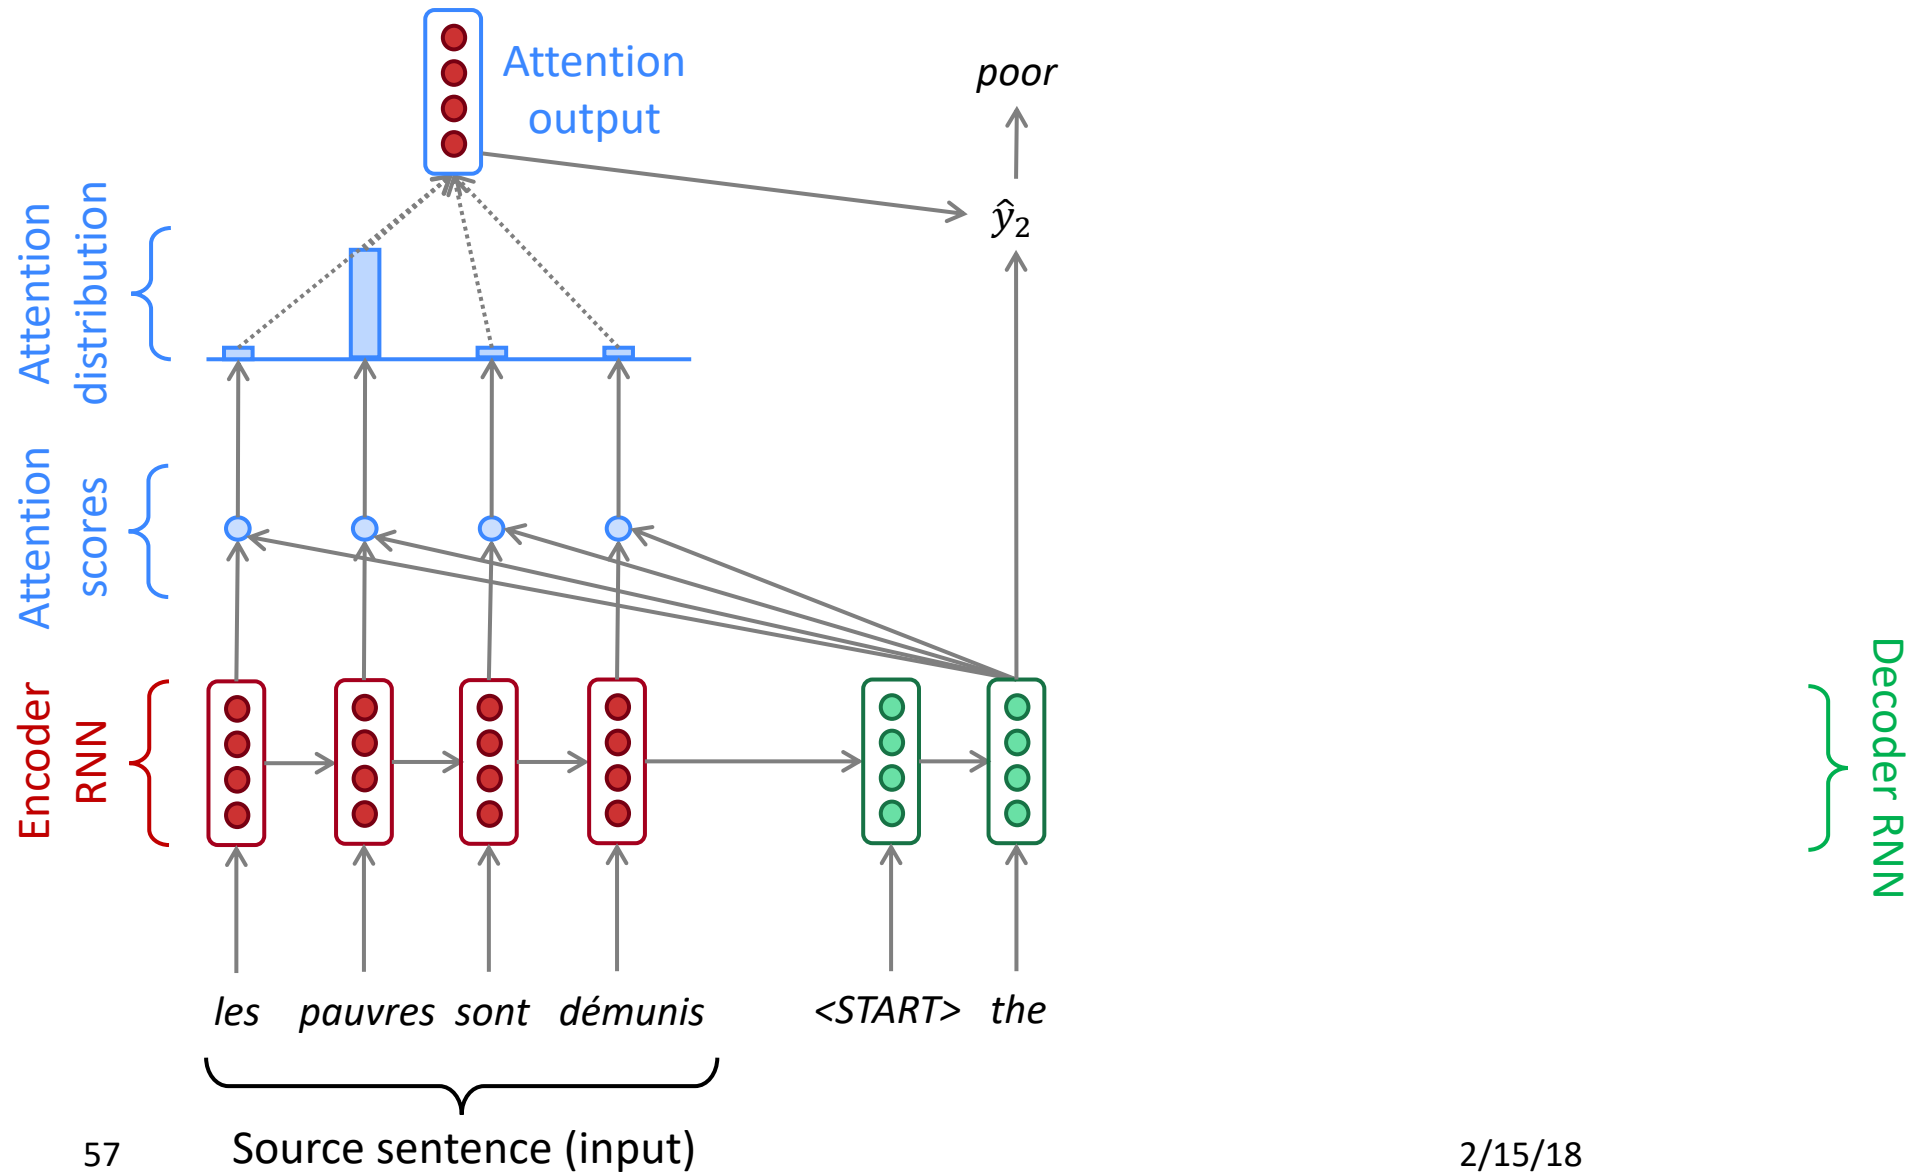 Attention
output
poor
ŷ₂
Attention
distribution
Attention
scores
Encoder
RNN
Decoder RNN
les pauvres sont démunis <START> the
Source sentence (input)
57
2/15/18